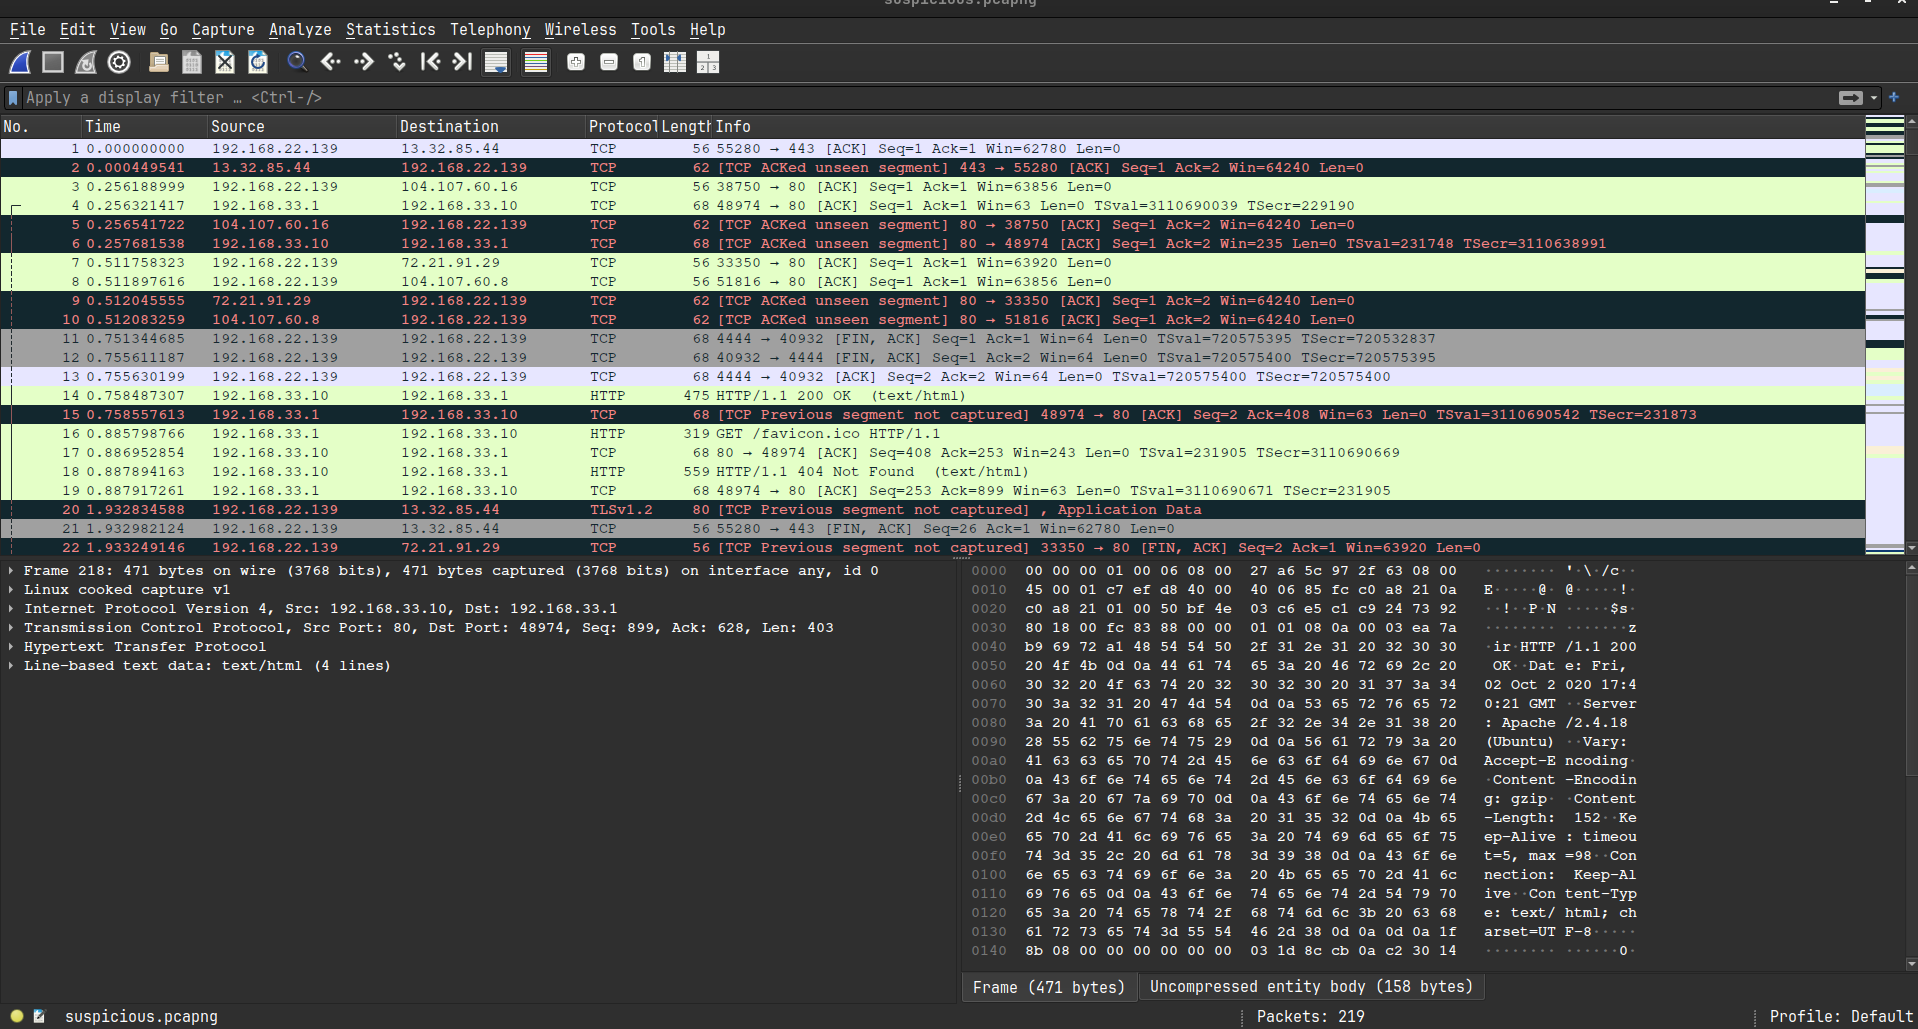 suspicious.pcapng
File Edit View Go Capture Analyze Statistics Telephony Wireless Tools Help
Apply a display filter … <Ctrl-/>
No. Time Source Destination Protocol Length Info
1 0.000000000 192.168.22.139 13.32.85.44 TCP 56 55280 → 443 [ACK] Seq=1 Ack=1 Win=62780 Len=0
2 0.000449541 13.32.85.44 192.168.22.139 TCP 62 [TCP ACKed unseen segment] 443 → 55280 [ACK] Seq=1 Ack=2 Win=64240 Len=0
3 0.256188999 192.168.22.139 104.107.60.16 TCP 56 38750 → 80 [ACK] Seq=1 Ack=1 Win=63856 Len=0
4 0.256321417 192.168.33.1 192.168.33.10 TCP 68 48974 → 80 [ACK] Seq=1 Ack=1 Win=63 Len=0 TSval=3110690039 TSecr=229190
5 0.256541722 104.107.60.16 192.168.22.139 TCP 62 [TCP ACKed unseen segment] 80 → 38750 [ACK] Seq=1 Ack=2 Win=64240 Len=0
6 0.257681538 192.168.33.10 192.168.33.1 TCP 68 [TCP ACKed unseen segment] 80 → 48974 [ACK] Seq=1 Ack=2 Win=235 Len=0 TSval=231748 TSecr=3110638991
7 0.511758323 192.168.22.139 72.21.91.29 TCP 56 33350 → 80 [ACK] Seq=1 Ack=1 Win=63920 Len=0
8 0.511897616 192.168.22.139 104.107.60.8 TCP 56 51816 → 80 [ACK] Seq=1 Ack=1 Win=63856 Len=0
9 0.512045555 72.21.91.29 192.168.22.139 TCP 62 [TCP ACKed unseen segment] 80 → 33350 [ACK] Seq=1 Ack=2 Win=64240 Len=0
10 0.512083259 104.107.60.8 192.168.22.139 TCP 62 [TCP ACKed unseen segment] 80 → 51816 [ACK] Seq=1 Ack=2 Win=64240 Len=0
11 0.751344685 192.168.22.139 192.168.22.139 TCP 68 4444 → 40932 [FIN, ACK] Seq=1 Ack=1 Win=64 Len=0 TSval=720575395 TSecr=720532837
12 0.755611187 192.168.22.139 192.168.22.139 TCP 68 40932 → 4444 [FIN, ACK] Seq=1 Ack=2 Win=64 Len=0 TSval=720575400 TSecr=720575395
13 0.755630199 192.168.22.139 192.168.22.139 TCP 68 4444 → 40932 [ACK] Seq=2 Ack=2 Win=64 Len=0 TSval=720575400 TSecr=720575400
14 0.758487307 192.168.33.10 192.168.33.1 HTTP 475 HTTP/1.1 200 OK (text/html)
15 0.758557613 192.168.33.1 192.168.33.10 TCP 68 [TCP Previous segment not captured] 48974 → 80 [ACK] Seq=2 Ack=408 Win=63 Len=0 TSval=3110690542 TSecr=231873
16 0.885798766 192.168.33.1 192.168.33.10 HTTP 319 GET /favicon.ico HTTP/1.1
17 0.886952854 192.168.33.10 192.168.33.1 TCP 68 80 → 48974 [ACK] Seq=408 Ack=253 Win=243 Len=0 TSval=231905 TSecr=3110690669
18 0.887894163 192.168.33.10 192.168.33.1 HTTP 559 HTTP/1.1 404 Not Found (text/html)
19 0.887917261 192.168.33.1 192.168.33.10 TCP 68 48974 → 80 [ACK] Seq=253 Ack=899 Win=63 Len=0 TSval=3110690671 TSecr=231905
20 1.932834588 192.168.22.139 13.32.85.44 TLSv1.2 80 [TCP Previous segment not captured] , Application Data
21 1.932982124 192.168.22.139 13.32.85.44 TCP 56 55280 → 443 [FIN, ACK] Seq=26 Ack=1 Win=62780 Len=0
22 1.933249146 192.168.22.139 72.21.91.29 TCP 56 [TCP Previous segment not captured] 33350 → 80 [FIN, ACK] Seq=2 Ack=1 Win=63920 Len=0
Frame 218: 471 bytes on wire (3768 bits), 471 bytes captured (3768 bits) on interface any, id 0
Linux cooked capture v1
Internet Protocol Version 4, Src: 192.168.33.10, Dst: 192.168.33.1
Transmission Control Protocol, Src Port: 80, Dst Port: 48974, Seq: 899, Ack: 628, Len: 403
Hypertext Transfer Protocol
Line-based text data: text/html (4 lines)
0000 00 00 00 01 00 06 08 00 27 a6 5c 97 2f 63 08 00 ········ '·\·/c··
0010 45 00 01 c7 ef d8 40 00 40 06 85 fc c0 a8 21 0a E·····@· @·····!·
0020 c0 a8 21 01 00 50 bf 4e 03 c6 e5 c1 c9 24 73 92 ··!··P·N ·····$s·
0030 80 18 00 fc 83 88 00 00 01 01 08 0a 00 03 ea 7a ········ ·······z
0040 b9 69 72 a1 48 54 54 50 2f 31 2e 31 20 32 30 30 ·ir·HTTP /1.1 200
0050 20 4f 4b 0d 0a 44 61 74 65 3a 20 46 72 69 2c 20 OK··Dat e: Fri,
0060 30 32 20 4f 63 74 20 32 30 32 30 20 31 37 3a 34 02 Oct 2 020 17:4
0070 30 3a 32 31 20 47 4d 54 0d 0a 53 65 72 76 65 72 0:21 GMT ··Server
0080 3a 20 41 70 61 63 68 65 2f 32 2e 34 2e 31 38 20 : Apache /2.4.18
0090 28 55 62 75 6e 74 75 29 0d 0a 56 61 72 79 3a 20 (Ubuntu) ··Vary:
00a0 41 63 63 65 70 74 2d 45 6e 63 6f 64 69 6e 67 0d Accept-E ncoding·
00b0 0a 43 6f 6e 74 65 6e 74 2d 45 6e 63 6f 64 69 6e ·Content -Encodin
00c0 67 3a 20 67 7a 69 70 0d 0a 43 6f 6e 74 65 6e 74 g: gzip· ·Content
00d0 2d 4c 65 6e 67 74 68 3a 20 31 35 32 0d 0a 4b 65 -Length: 152··Ke
00e0 65 70 2d 41 6c 69 76 65 3a 20 74 69 6d 65 6f 75 ep-Alive : timeou
00f0 74 3d 35 2c 20 6d 61 78 3d 39 38 0d 0a 43 6f 6e t=5, max =98··Con
0100 6e 65 63 74 69 6f 6e 3a 20 4b 65 65 70 2d 41 6c nection: Keep-Al
0110 69 76 65 0d 0a 43 6f 6e 74 65 6e 74 2d 54 79 70 ive··Con tent-Typ
0120 65 3a 20 74 65 78 74 2f 68 74 6d 6c 3b 20 63 68 e: text/ html; ch
0130 61 72 73 65 74 3d 55 54 46 2d 38 0d 0a 0d 0a 1f arset=UT F-8·····
0140 8b 08 00 00 00 00 00 00 03 1d 8c cb 0a c2 30 14 ········ ······0·
Frame (471 bytes) Uncompressed entity body (158 bytes)
suspicious.pcapng Packets: 219 Profile: Default